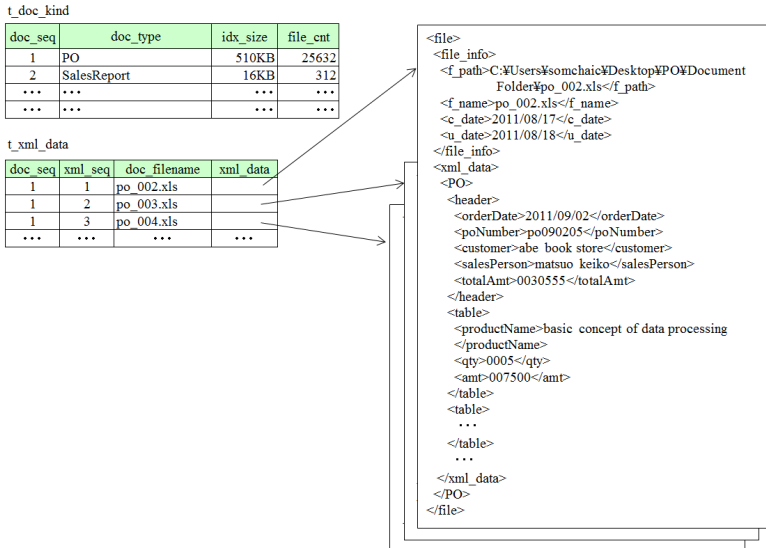 t_doc_kind
doc_seq doc_type idx_size file_cnt
1 PO 510KB 25632
2 SalesReport 16KB 312
··· ··· ··· ···
··· ··· ··· ···
t_xml_data
doc_seq xml_seq doc_filename xml_data
1 1 po_002.xls
1 2 po_003.xls
1 3 po_004.xls
··· ··· ··· ···
<file>
<file_info>
<f_path>C:¥Users¥somchaic¥Desktop¥PO¥Document
Folder¥po_002.xls</f_path>
<f_name>po_002.xls</f_name>
<c_date>2011/08/17</c_date>
<u_date>2011/08/18</u_date>
</file_info>
<xml_data>
<PO>
<header>
<orderDate>2011/09/02</orderDate>
<poNumber>po090205</poNumber>
<customer>abe book store</customer>
<salesPerson>matsuo keiko</salesPerson>
<totalAmt>0030555</totalAmt>
</header>
<table>
<productName>basic concept of data processing
</productName>
<qty>0005</qty>
<amt>007500</amt>
</table>
<table>
···
</table>
···
</xml_data>
</PO>
</file>